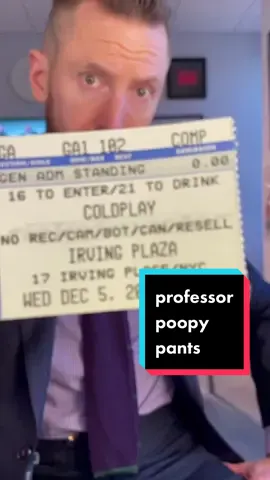 GA GA1 102 COMP
GEN ADM STANDING 0.00
16 TO ENTER/21 TO DRINK
COLDPLAY
NO REC/CAM/BOT/CAN/RESELL
IRVING PLAZA
17 IRVING PLACE/NYC
WED DEC 5, 20
professor
poopy
pants